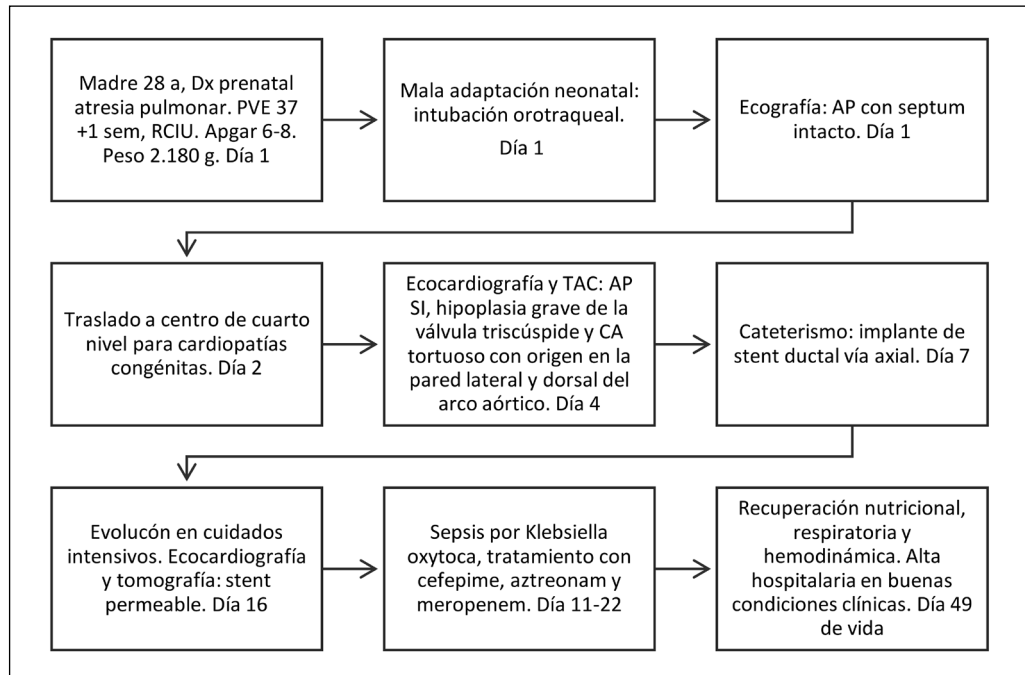 Madre 28 a, Dx prenatal
atresia pulmonar. PVE 37
+1 sem, RCIU. Apgar 6-8.
Peso 2.180 g. Día 1
Mala adaptación neonatal:
intubación orotraqueal.
Día 1
Ecografía: AP con septum
intacto. Día 1
Traslado a centro de cuarto
nivel para cardiopatías
congénitas. Día 2
Ecocardiografía y TAC: AP
SI, hipoplasia grave de la
válvula triscúspide y CA
tortuoso con origen en la
pared lateral y dorsal del
arco aórtico. Día 4
Cateterismo: implante de
stent ductal vía axial. Día 7
Evolucón en cuidados
intensivos. Ecocardiografía
y tomografía: stent
permeable. Día 16
Sepsis por Klebsiella
oxytoca, tratamiento con
cefepime, aztreonam y
meropenem. Día 11-22
Recuperación nutricional,
respiratoria y
hemodinámica. Alta
hospitalaria en buenas
condiciones clínicas. Día 49
de vida